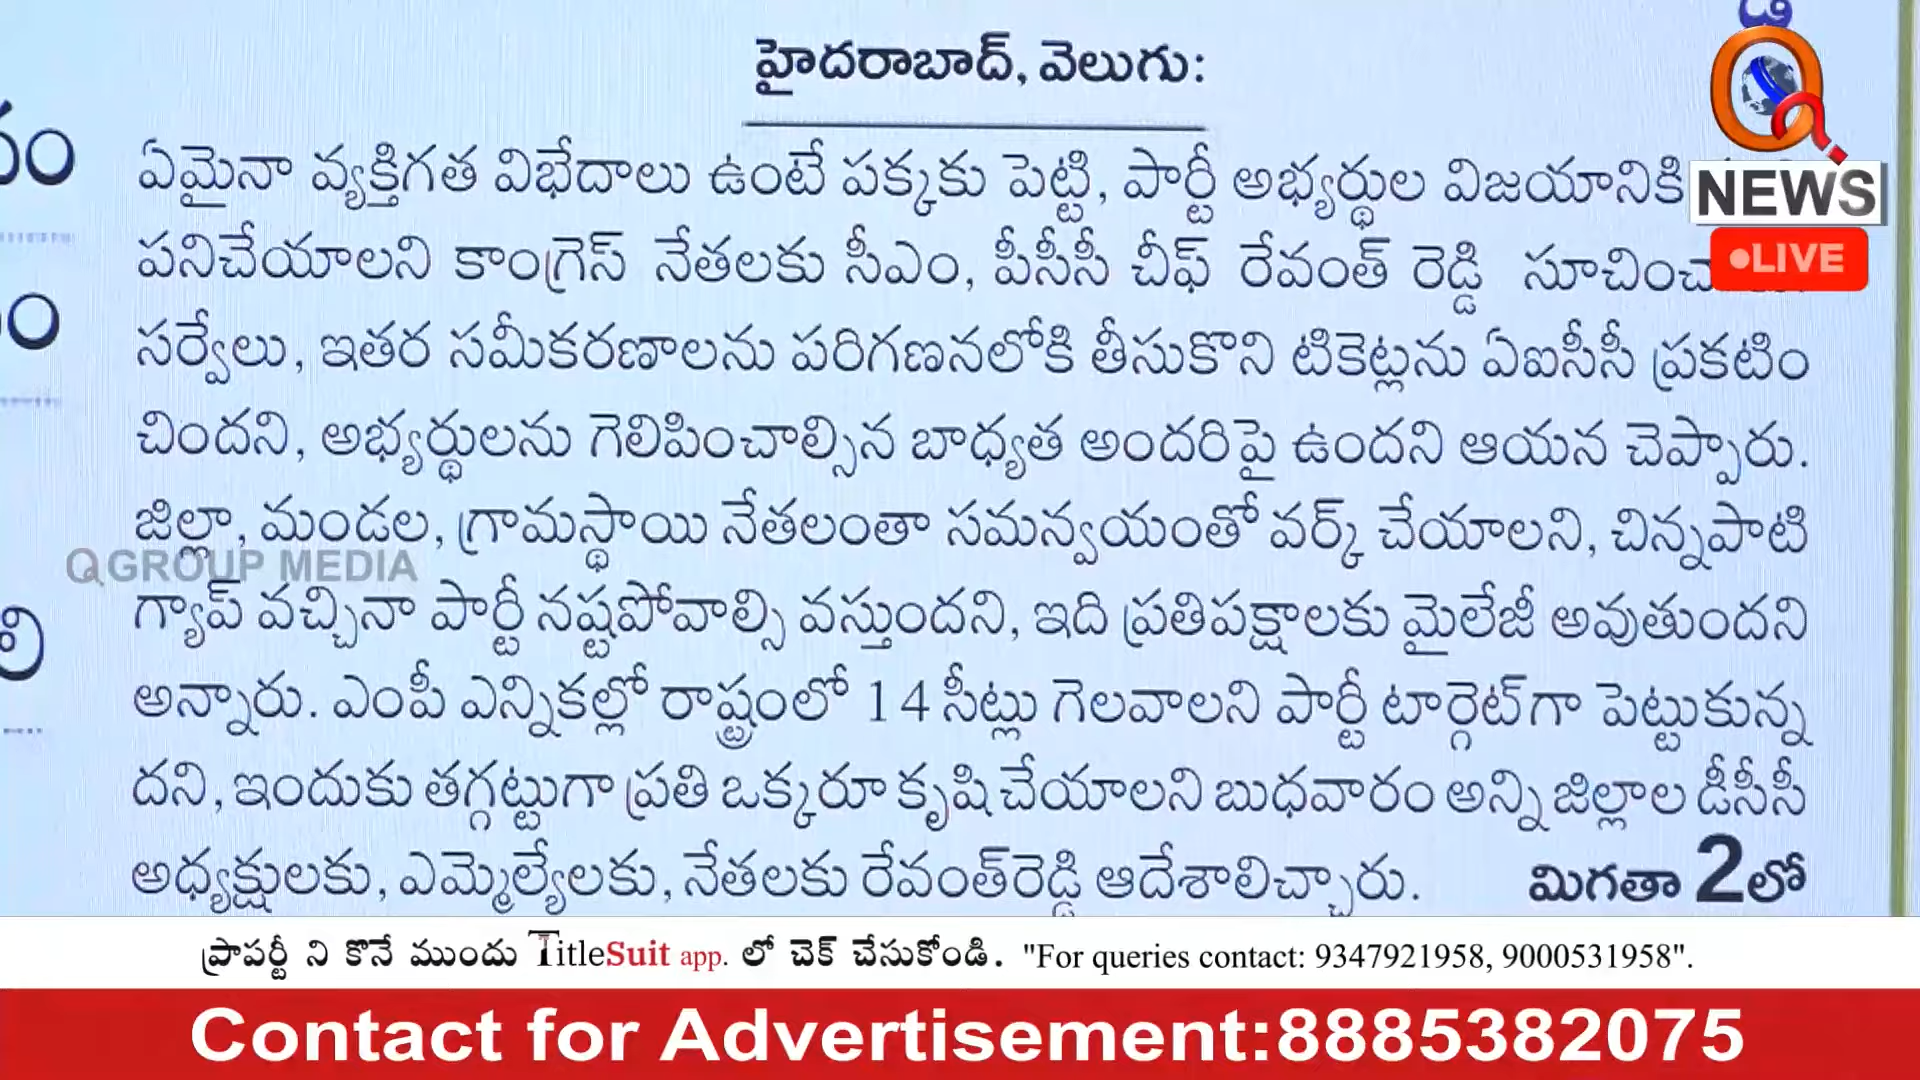 హైదరాబాద్, వెలుగు:
ఏమైనా వ్యక్తిగత విభేదాలు ఉంటే పక్కకు పెట్టి, పార్టీ అభ్యర్థుల విజయానికి
పనిచేయాలని కాంగ్రెస్ నేతలకు సీఎం, పీసీసీ చీఫ్ రేవంత్ రెడ్డి
సర్వేలు, ఇతర సమీకరణాలను పరిగణనలోకి తీసుకొని టికెట్లను ఏఐసీసీ ప్రకటిం
చిందని, అభ్యర్థులను గెలిపించాల్సిన బాధ్యత అందరిపై ఉందని ఆయన చెప్పారు.
జిల్లా, మండల, గ్రామస్థాయి నేతలంతా సమన్వయంతో వర్క్ చేయాలని, చిన్నపాటి
గ్యాప్ వచ్చినా పార్టీ నష్టపోవాల్సి వస్తుందని, ఇది ప్రతిపక్షాలకు మైలేజీ అవుతుందని
అన్నారు. ఎంపీ ఎన్నికల్లో రాష్ట్రంలో 14 సీట్లు గెలవాలని పార్టీ టార్గెట్‌గా పెట్టుకున్న
దని, ఇందుకు తగ్గట్టుగా ప్రతి ఒక్కరూ కృషి చేయాలని బుధవారం అన్ని జిల్లాల డీసీసీ
అధ్యక్షులకు, ఎమ్మెల్యేలకు, నేతలకు రేవంత్‌రెడ్డి ఆదేశాలిచ్చారు. మిగతా 2లో
NEWS
LIVE
Q GROUP MEDIA
ప్రాపర్టీ ని కొనే ముందు TitleSuit app. లో చెక్ చేసుకోండి. "For queries contact: 9347921958, 9000531958".
Contact for Advertisement:8885382075